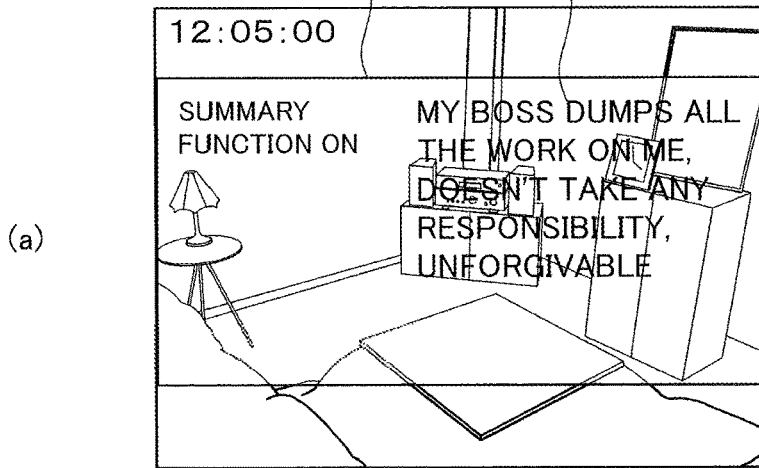 12:05:00
SUMMARY
FUNCTION ON
MY BOSS DUMPS ALL
THE WORK ON ME,
DOESN'T TAKE ANY
RESPONSIBILITY,
UNFORGIVABLE
(a)